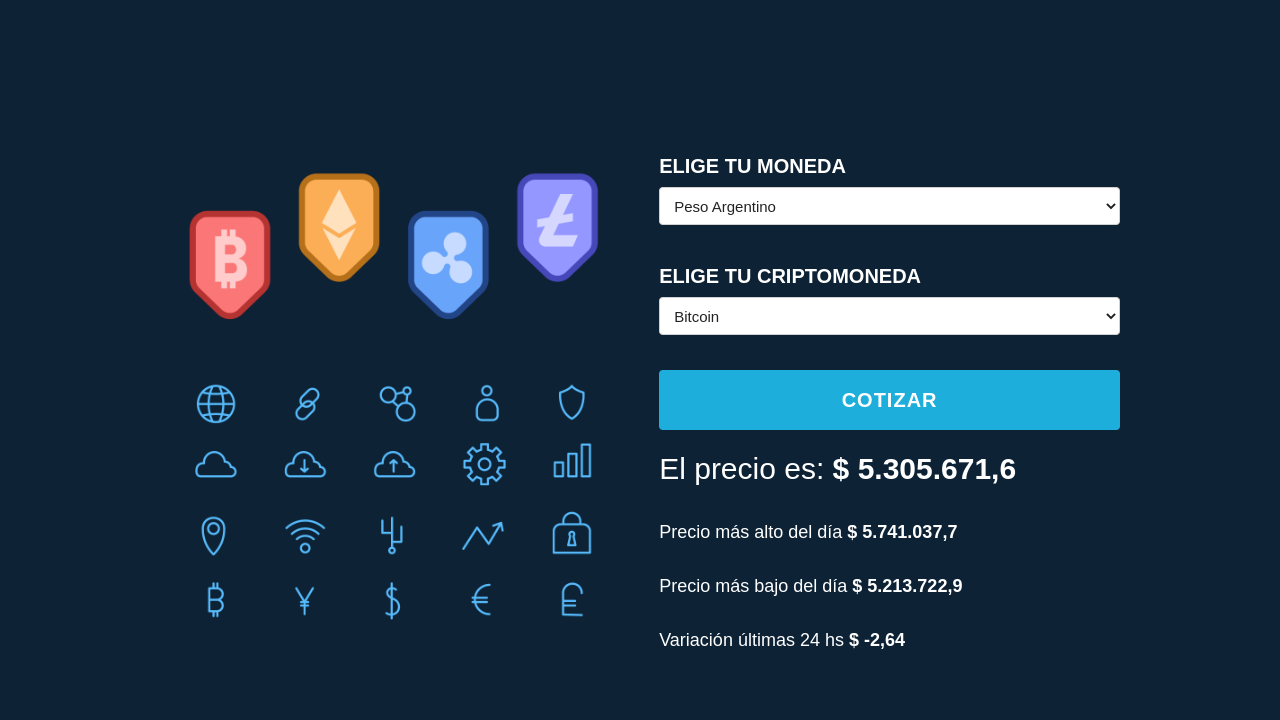 ELIGE TU MONEDA
Peso Argentino
ELIGE TU CRIPTOMONEDA
Bitcoin
COTIZAR
El precio es: $ 5.305.671,6
Precio más alto del día $ 5.741.037,7
Precio más bajo del día $ 5.213.722,9
Variación últimas 24 hs $ -2,64